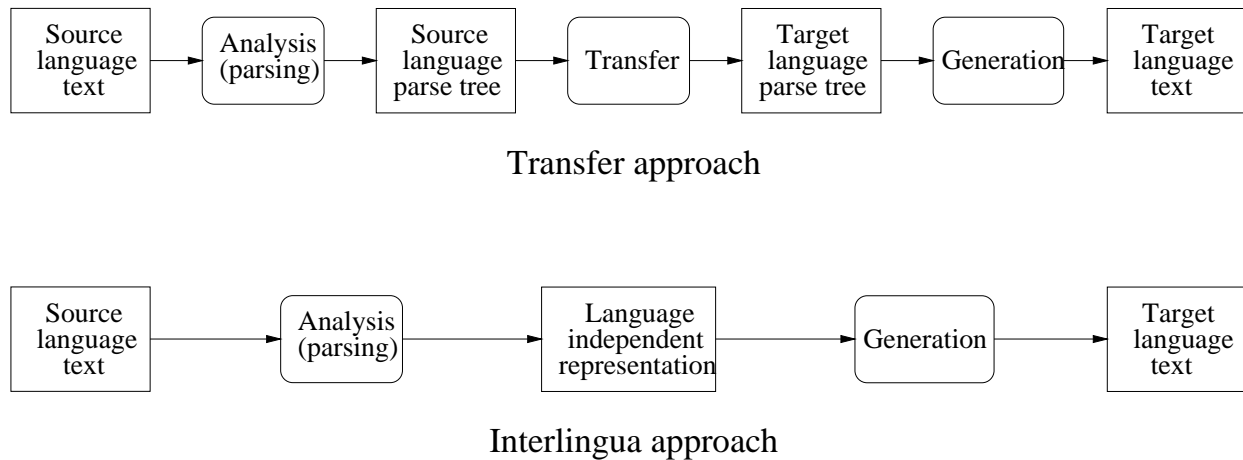 Source
language
text
Analysis
(parsing)
Source
language
parse tree
Transfer
Target
language
parse tree
Generation
Target
language
text
Transfer approach
Source
language
text
Analysis
(parsing)
Language
independent
representation
Generation
Target
language
text
Interlingua approach